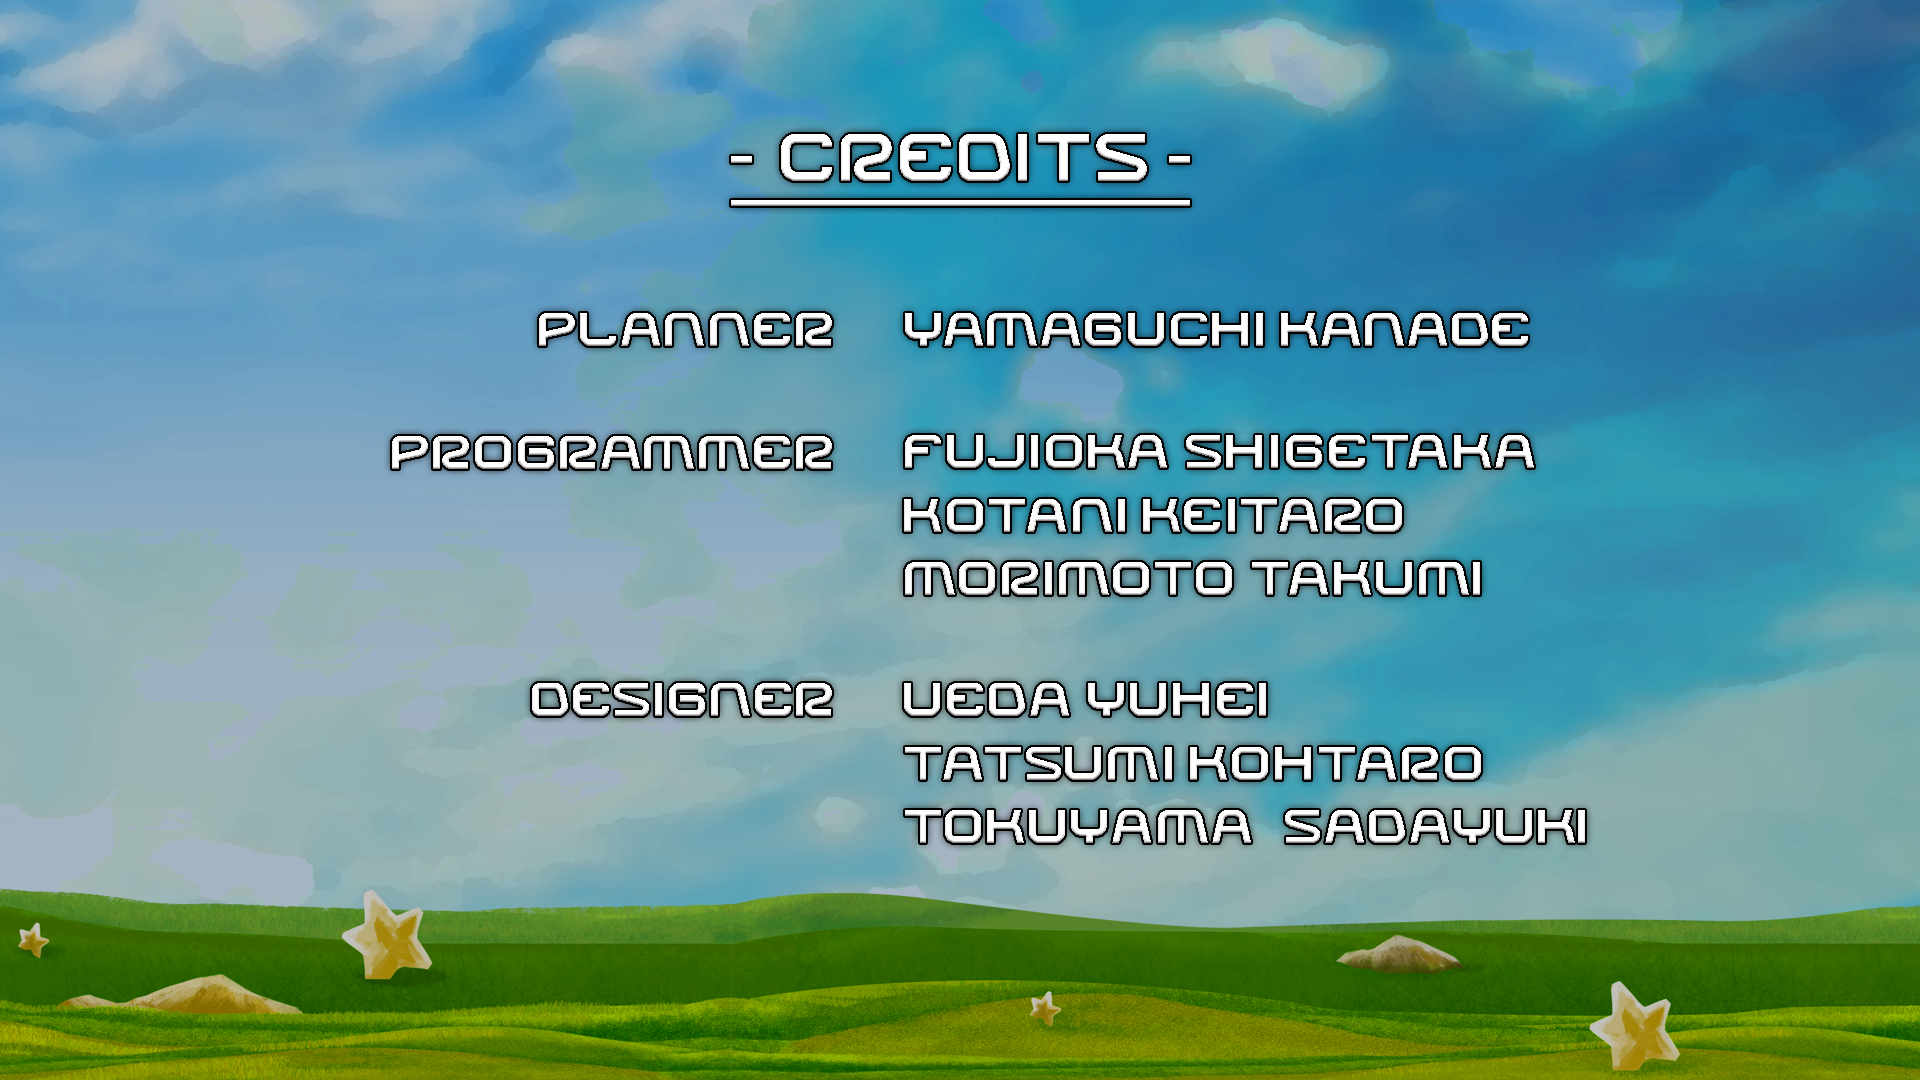 - CREDITS -
PLANNER YAMAGUCHI KANADE
PROGRAMMER FUJIOKA SHIGETAKA
KOTANI KEITARO
MORIMOTO TAKUMI
DESIGNER UEDA YUHEI
TATSUMI KOHTARO
TOKUYAMA SADAYUKI